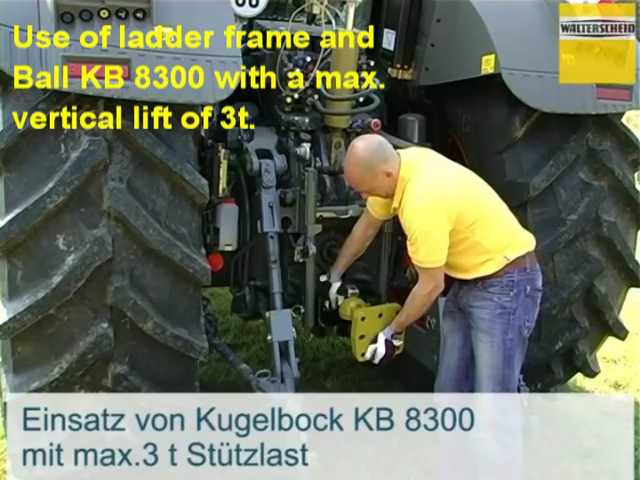 Use of ladder frame and
Ball KB 8300 with a max.
vertical lift of 3t.
WALTERSCHEID
Einsatz von Kugelbock KB 8300
mit max.3 t Stützlast